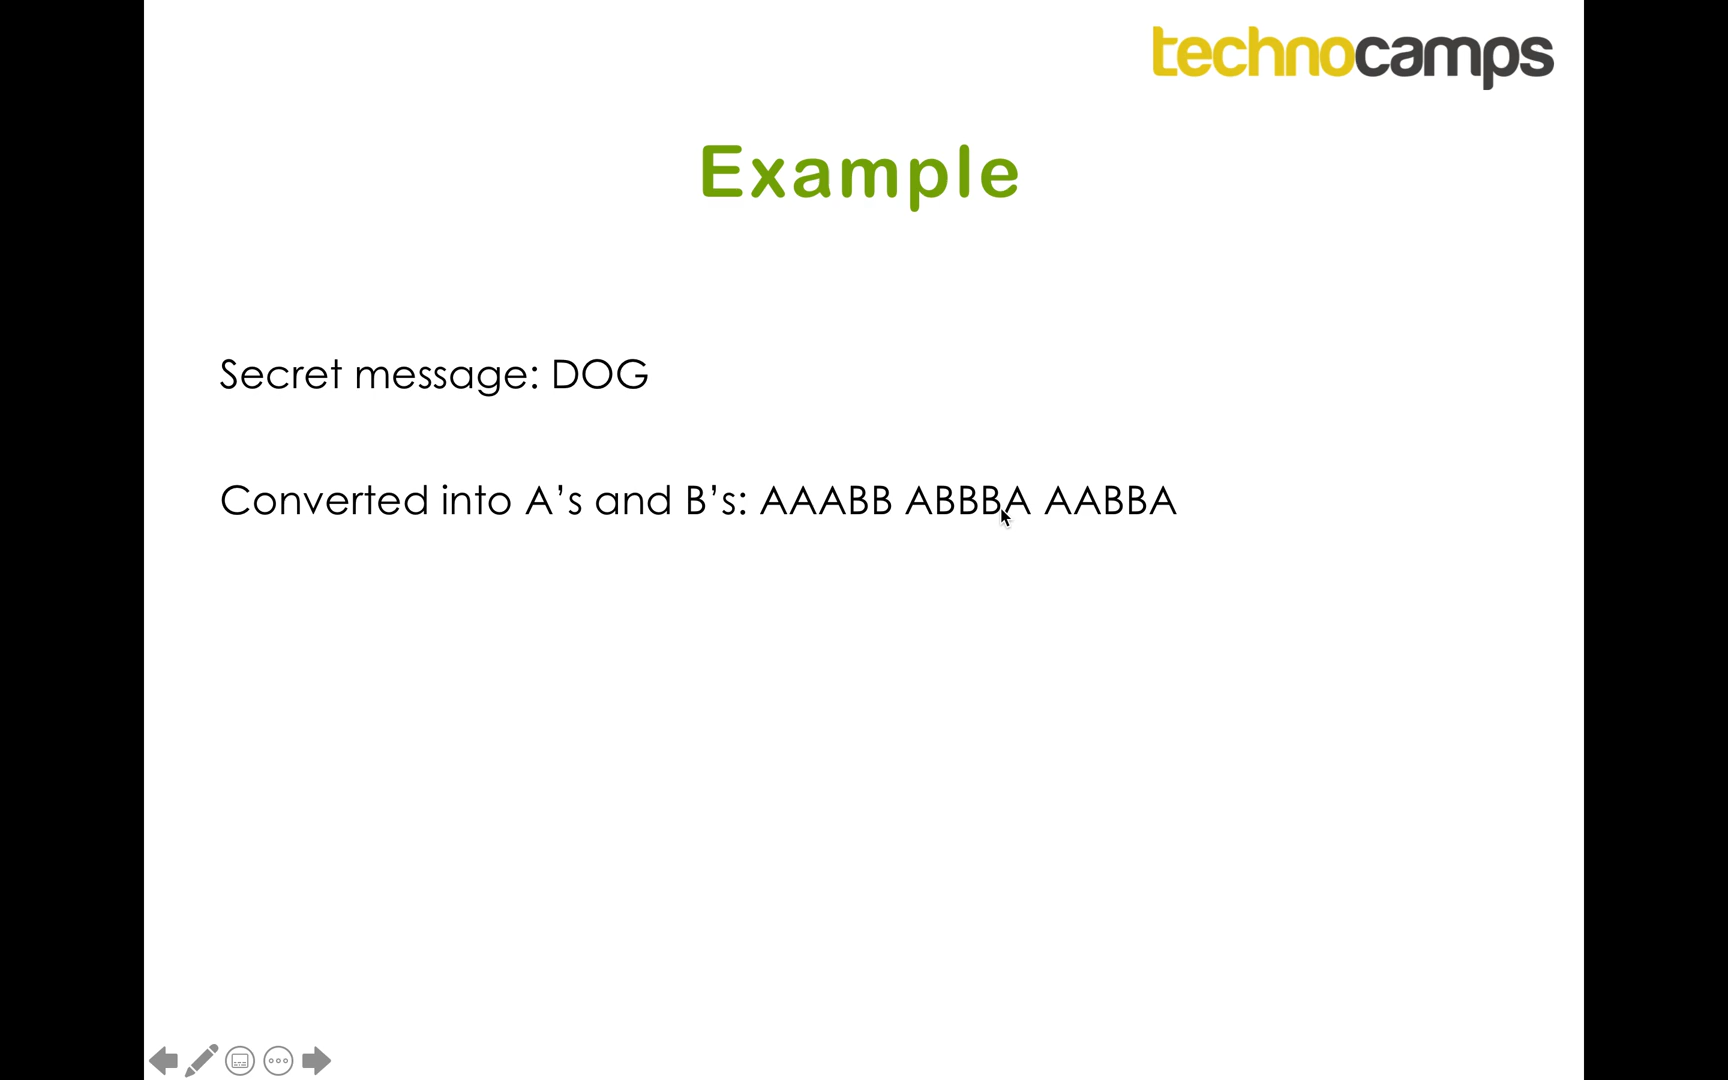 technocamps
Example
Secret message: DOG
Converted into A’s and B’s: AAABB ABBBA AABBA